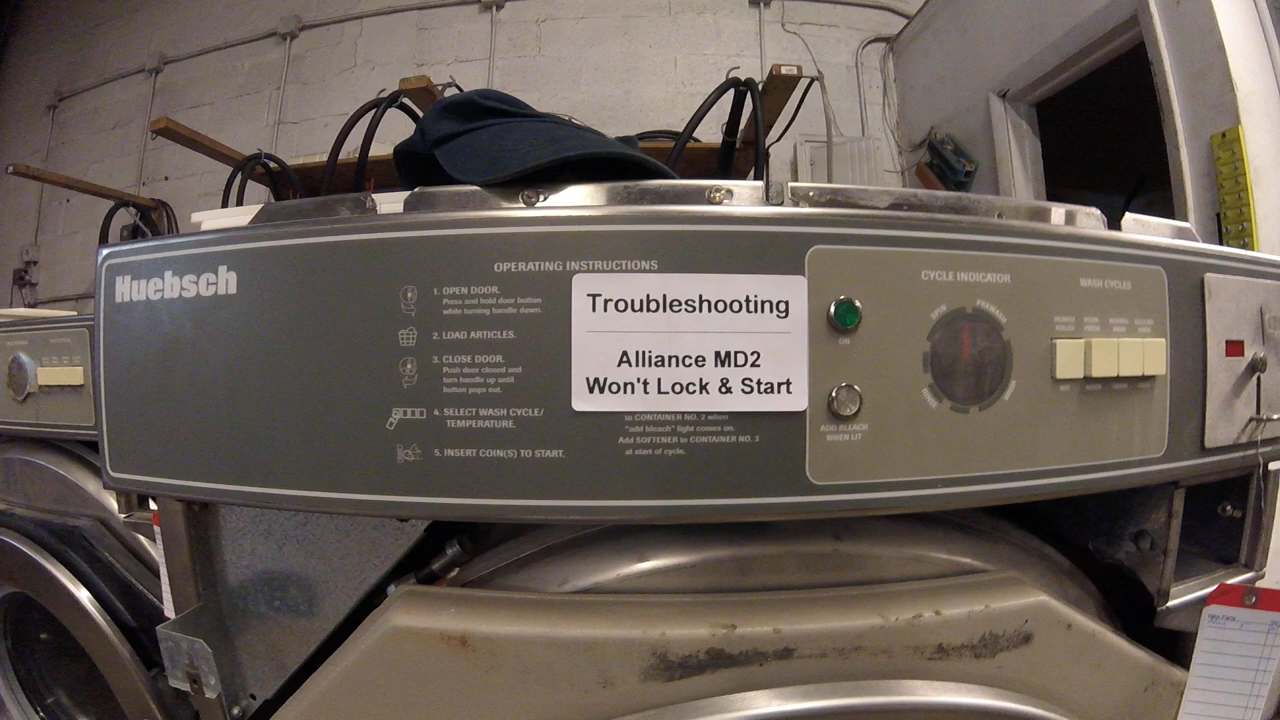 Huebsch
OPERATING INSTRUCTIONS
1. OPEN DOOR.
Press and hold door button
while turning handle down.
2. LOAD ARTICLES.
3. CLOSE DOOR.
Push door closed and
turn handle up until
button pops out.
4. SELECT WASH CYCLE/
TEMPERATURE.
5. INSERT COIN(S) TO START.
Troubleshooting
Alliance MD2
Won't Lock & Start
to CONTAINER NO. 2 when
"add bleach" light comes on.
Add SOFTENER to CONTAINER NO. 3
at start of cycle.
ON
ADD BLEACH
WHEN LIT
CYCLE INDICATOR
PREWASH
WASH CYCLES